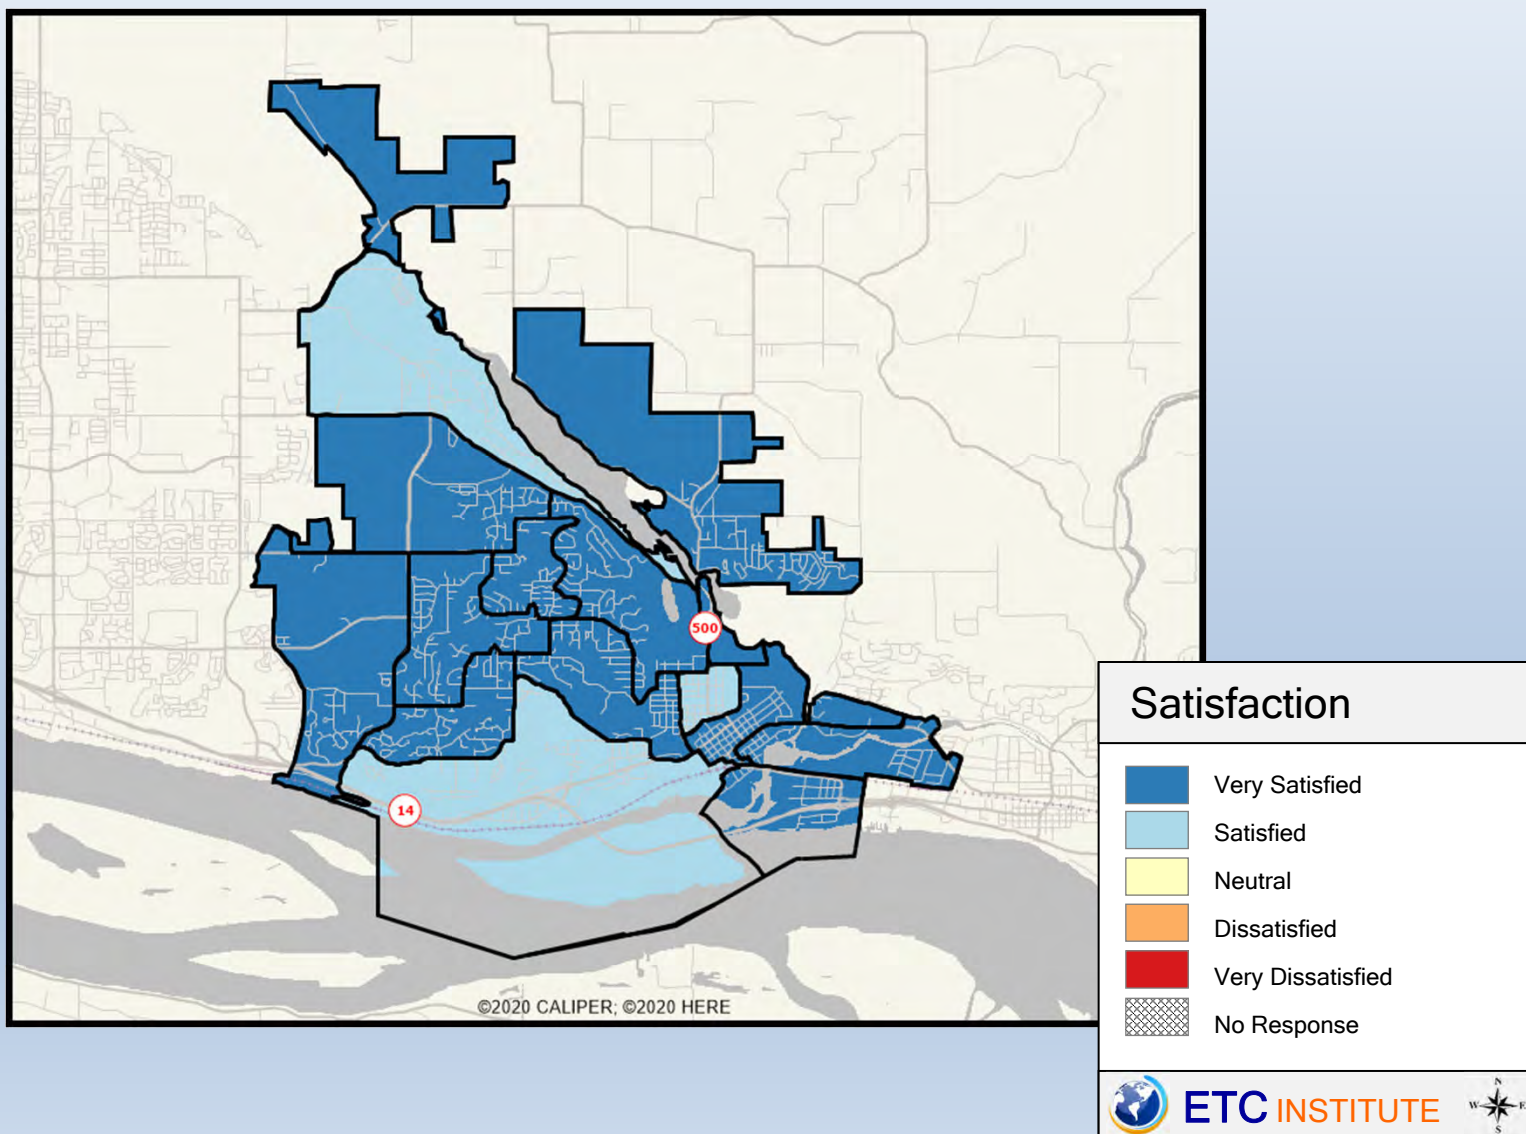 500
14
©2020 CALIPER; ©2020 HERE
Satisfaction
Very Satisfied
Satisfied
Neutral
Dissatisfied
Very Dissatisfied
No Response
ETC INSTITUTE
N
W E
S